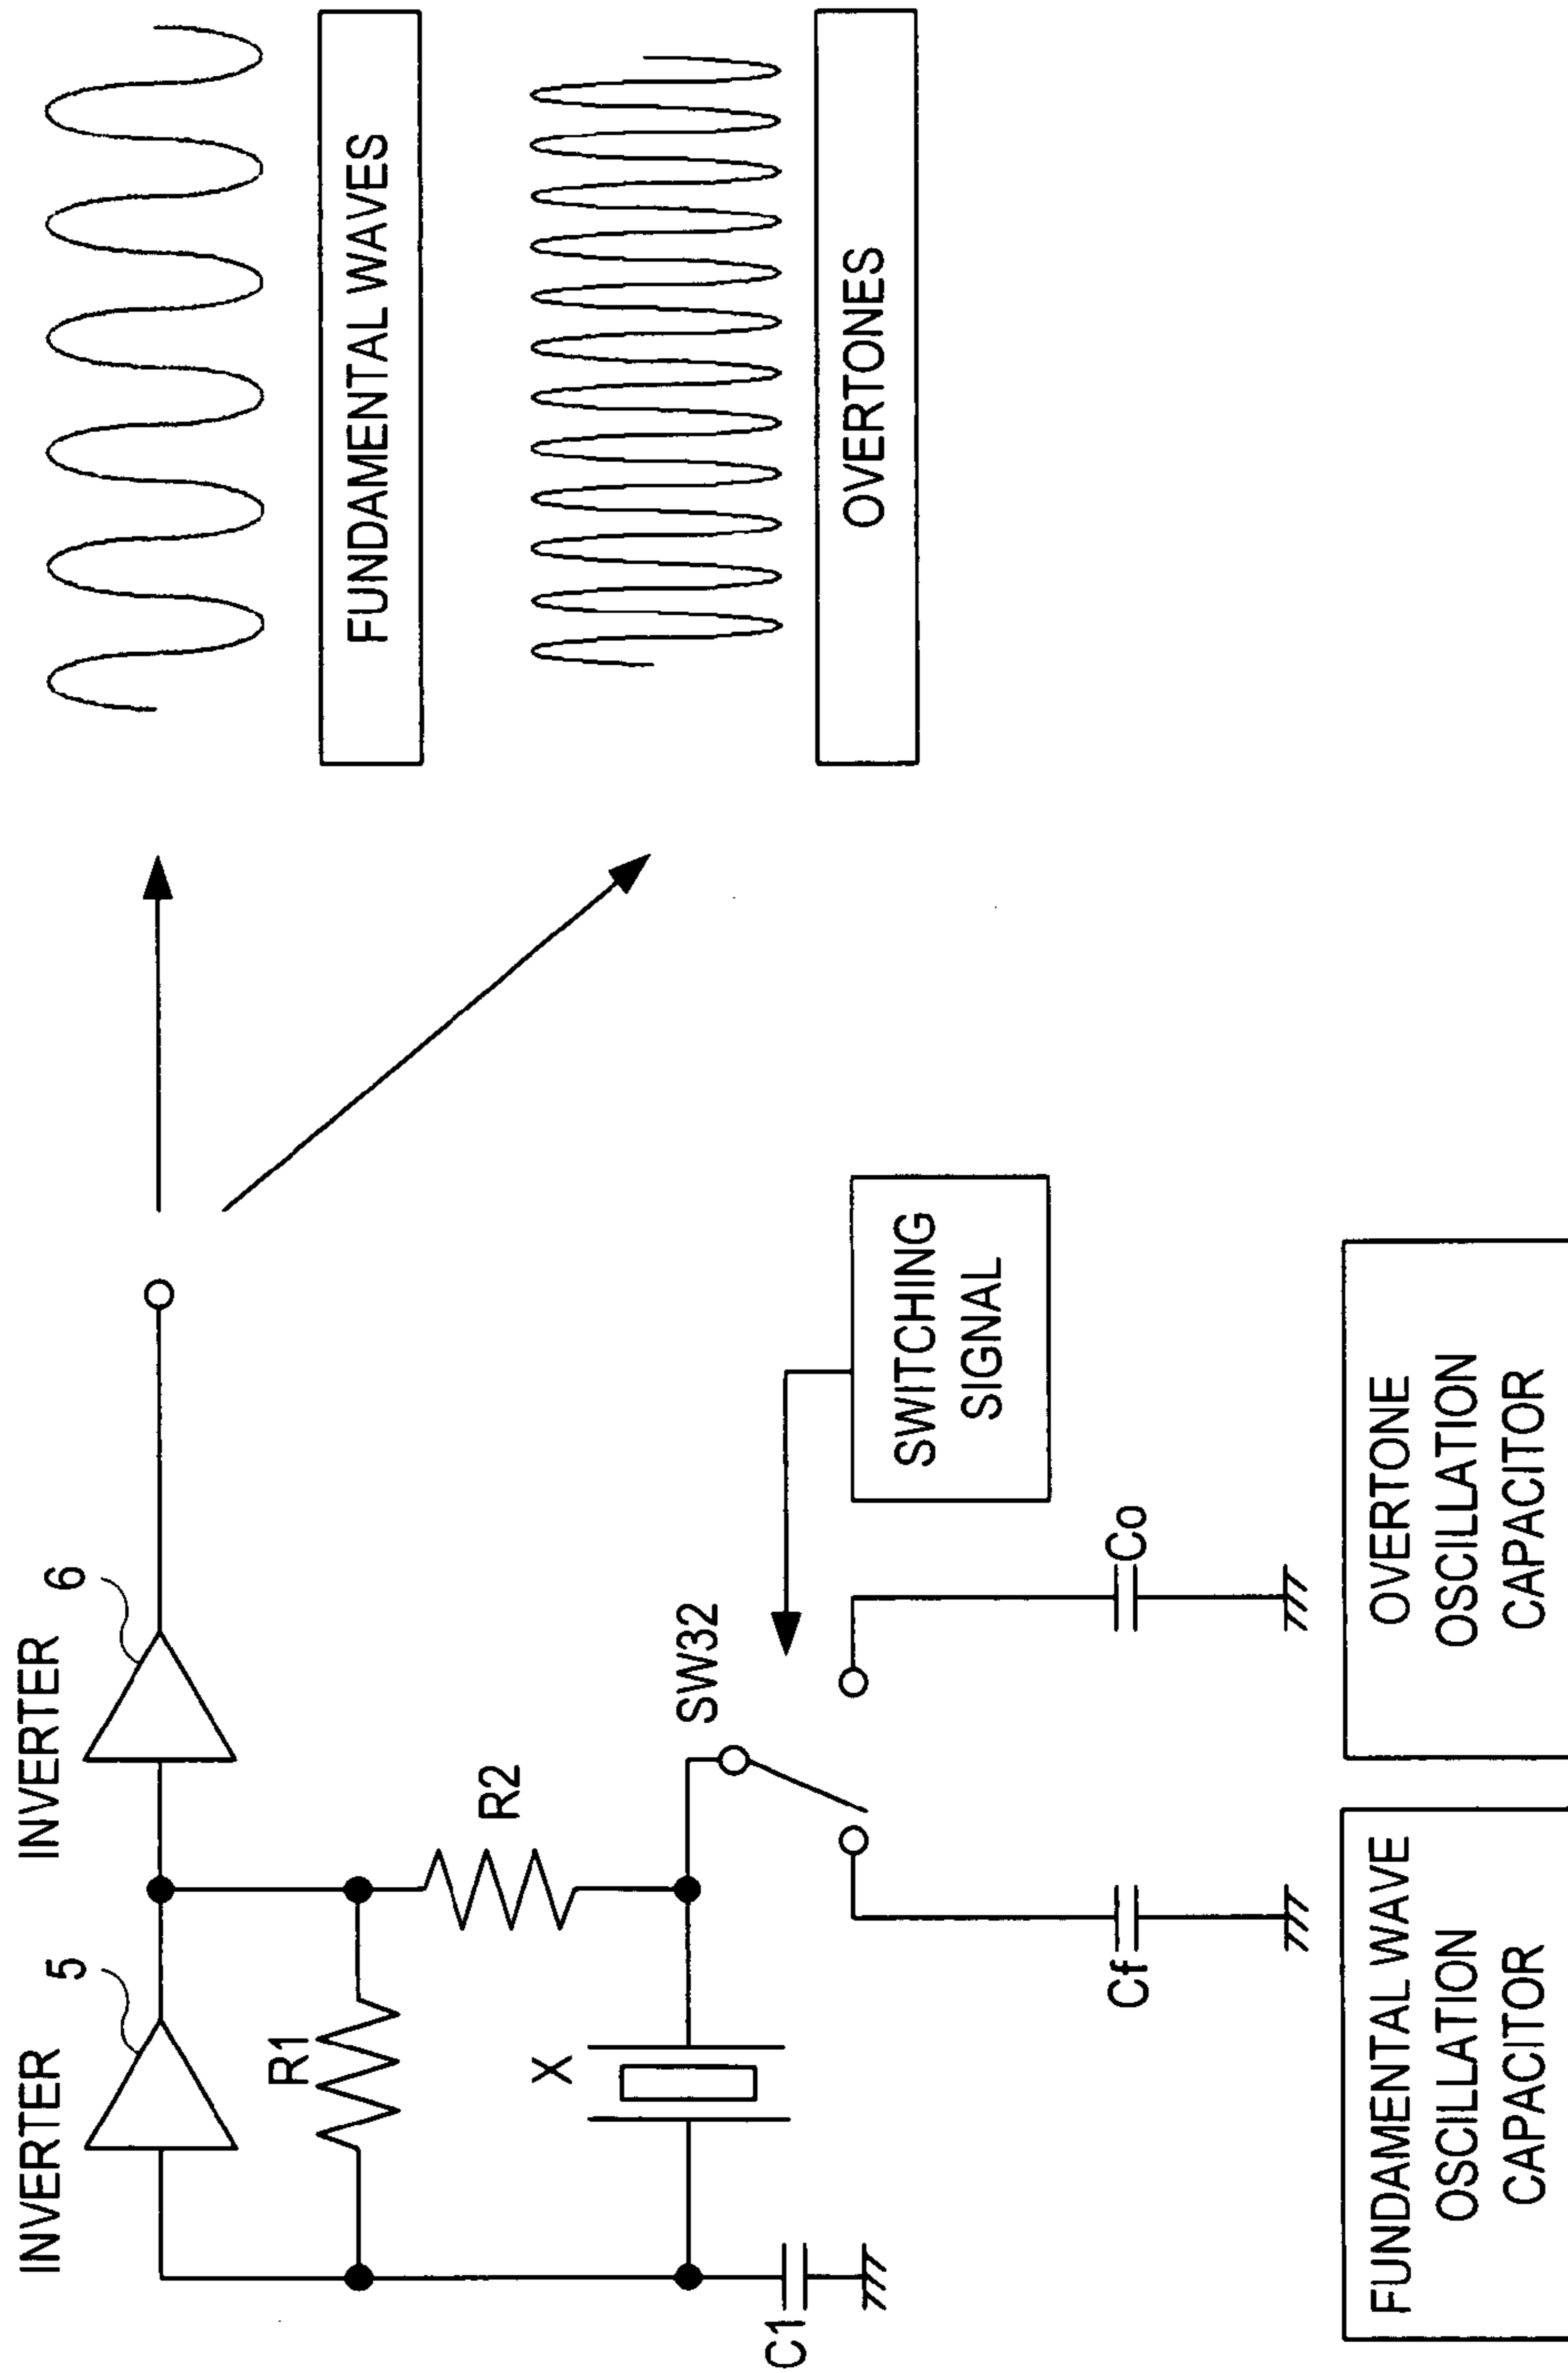 INVERTER
5
INVERTER
6
R1
R2
X
SW32
C1
Cf
Co
SWITCHING
SIGNAL
FUNDAMENTAL WAVE
OSCILLATION
CAPACITOR
OVERTONE
OSCILLATION
CAPACITOR
FUNDAMENTAL WAVES
OVERTONES